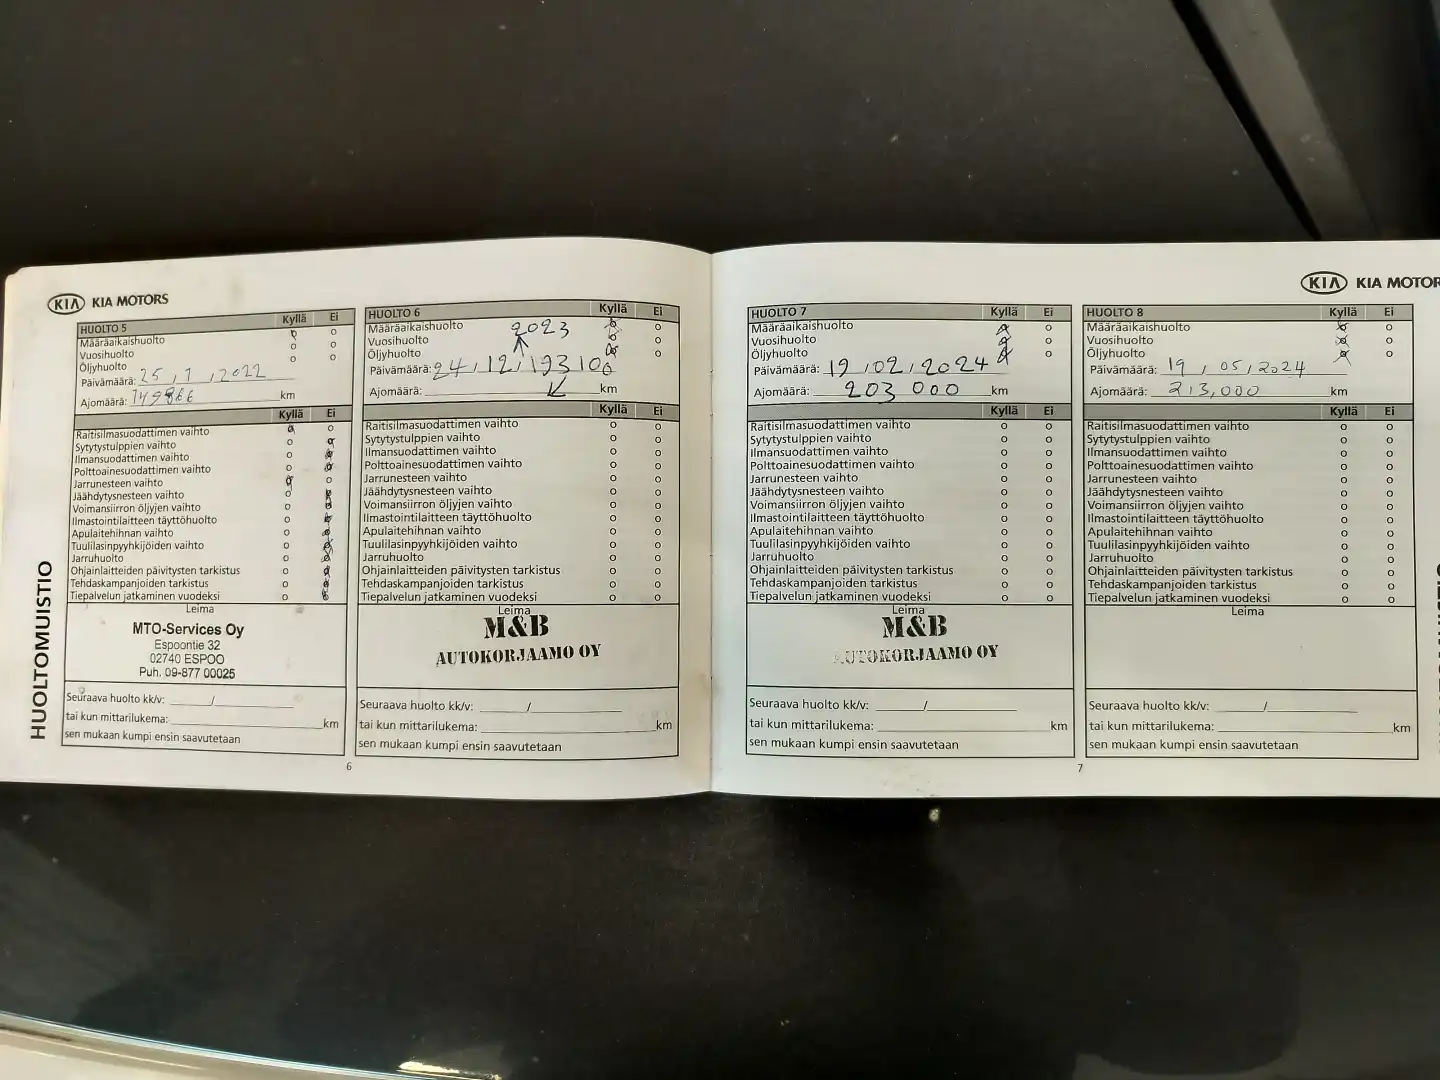 KIA KIA MOTORS
HUOLTO 5 Kyllä Ei
Määräaikaishuolto o
Vuosihuolto o o
Öljyhuolto o o
Päivämäärä: 25 / 1 / 2022
Ajomäärä: km
Kyllä Ei
Raitisilmasuodattimen vaihto o
Sytytystulppien vaihto o
Ilmansuodattimen vaihto o
Polttoainesuodattimen vaihto o
Jarrunesteen vaihto o
Jäähdytysnesteen vaihto o
Voimansiirron öljyjen vaihto o
Ilmastointilaitteen täyttöhuolto o
Apulaitehihnan vaihto o
Tuulilasinpyyhkijöiden vaihto o
Jarruhuolto o
Ohjainlaitteiden päivitysten tarkistus o
Tehdaskampanjoiden tarkistus o
Tiepalvelun jatkaminen vuodeksi o
Leima
MTO-Services Oy
Espoontie 32
02740 ESPOO
Puh. 09-877 00025
Seuraava huolto kk/v: /
tai kun mittarilukema: km
sen mukaan kumpi ensin saavutetaan
HUOLTOMUISTIO
6
HUOLTO 6 Kyllä Ei
Määräaikaishuolto 2023 o
Vuosihuolto o
Öljyhuolto o
Päivämäärä: 24 / 12 / 193100
Ajomäärä: km
Kyllä Ei
Raitisilmasuodattimen vaihto o o
Sytytystulppien vaihto o o
Ilmansuodattimen vaihto o o
Polttoainesuodattimen vaihto o o
Jarrunesteen vaihto o o
Jäähdytysnesteen vaihto o o
Voimansiirron öljyjen vaihto o o
Ilmastointilaitteen täyttöhuolto o o
Apulaitehihnan vaihto o o
Tuulilasinpyyhkijöiden vaihto o o
Jarruhuolto o o
Ohjainlaitteiden päivitysten tarkistus o o
Tehdaskampanjoiden tarkistus o o
Tiepalvelun jatkaminen vuodeksi o o
Leima
M&B
AUTOKORJAAMO OY
Seuraava huolto kk/v: /
tai kun mittarilukema: km
sen mukaan kumpi ensin saavutetaan
KIA KIA MOTOR
HUOLTO 7 Kyllä Ei
Määräaikaishuolto o
Vuosihuolto o
Öljyhuolto o
Päivämäärä: 19 / 02 / 2024
Ajomäärä: 203 000 km
Kyllä Ei
Raitisilmasuodattimen vaihto o o
Sytytystulppien vaihto o o
Ilmansuodattimen vaihto o o
Polttoainesuodattimen vaihto o o
Jarrunesteen vaihto o o
Jäähdytysnesteen vaihto o o
Voimansiirron öljyjen vaihto o o
Ilmastointilaitteen täyttöhuolto o o
Apulaitehihnan vaihto o o
Tuulilasinpyyhkijöiden vaihto o o
Jarruhuolto o o
Ohjainlaitteiden päivitysten tarkistus o o
Tehdaskampanjoiden tarkistus o o
Tiepalvelun jatkaminen vuodeksi o o
Leima
M&B
AUTOKORJAAMO OY
Seuraava huolto kk/v: /
tai kun mittarilukema: km
sen mukaan kumpi ensin saavutetaan
7
HUOLTO 8 Kyllä Ei
Määräaikaishuolto o
Vuosihuolto o
Öljyhuolto o
Päivämäärä: 19 / 05 / 2024
Ajomäärä: 213,000 km
Kyllä Ei
Raitisilmasuodattimen vaihto o o
Sytytystulppien vaihto o o
Ilmansuodattimen vaihto o o
Polttoainesuodattimen vaihto o o
Jarrunesteen vaihto o o
Jäähdytysnesteen vaihto o o
Voimansiirron öljyjen vaihto o o
Ilmastointilaitteen täyttöhuolto o o
Apulaitehihnan vaihto o o
Tuulilasinpyyhkijöiden vaihto o o
Jarruhuolto o o
Ohjainlaitteiden päivitysten tarkistus o o
Tehdaskampanjoiden tarkistus o o
Tiepalvelun jatkaminen vuodeksi o o
Leima
Seuraava huolto kk/v: /
tai kun mittarilukema: km
sen mukaan kumpi ensin saavutetaan